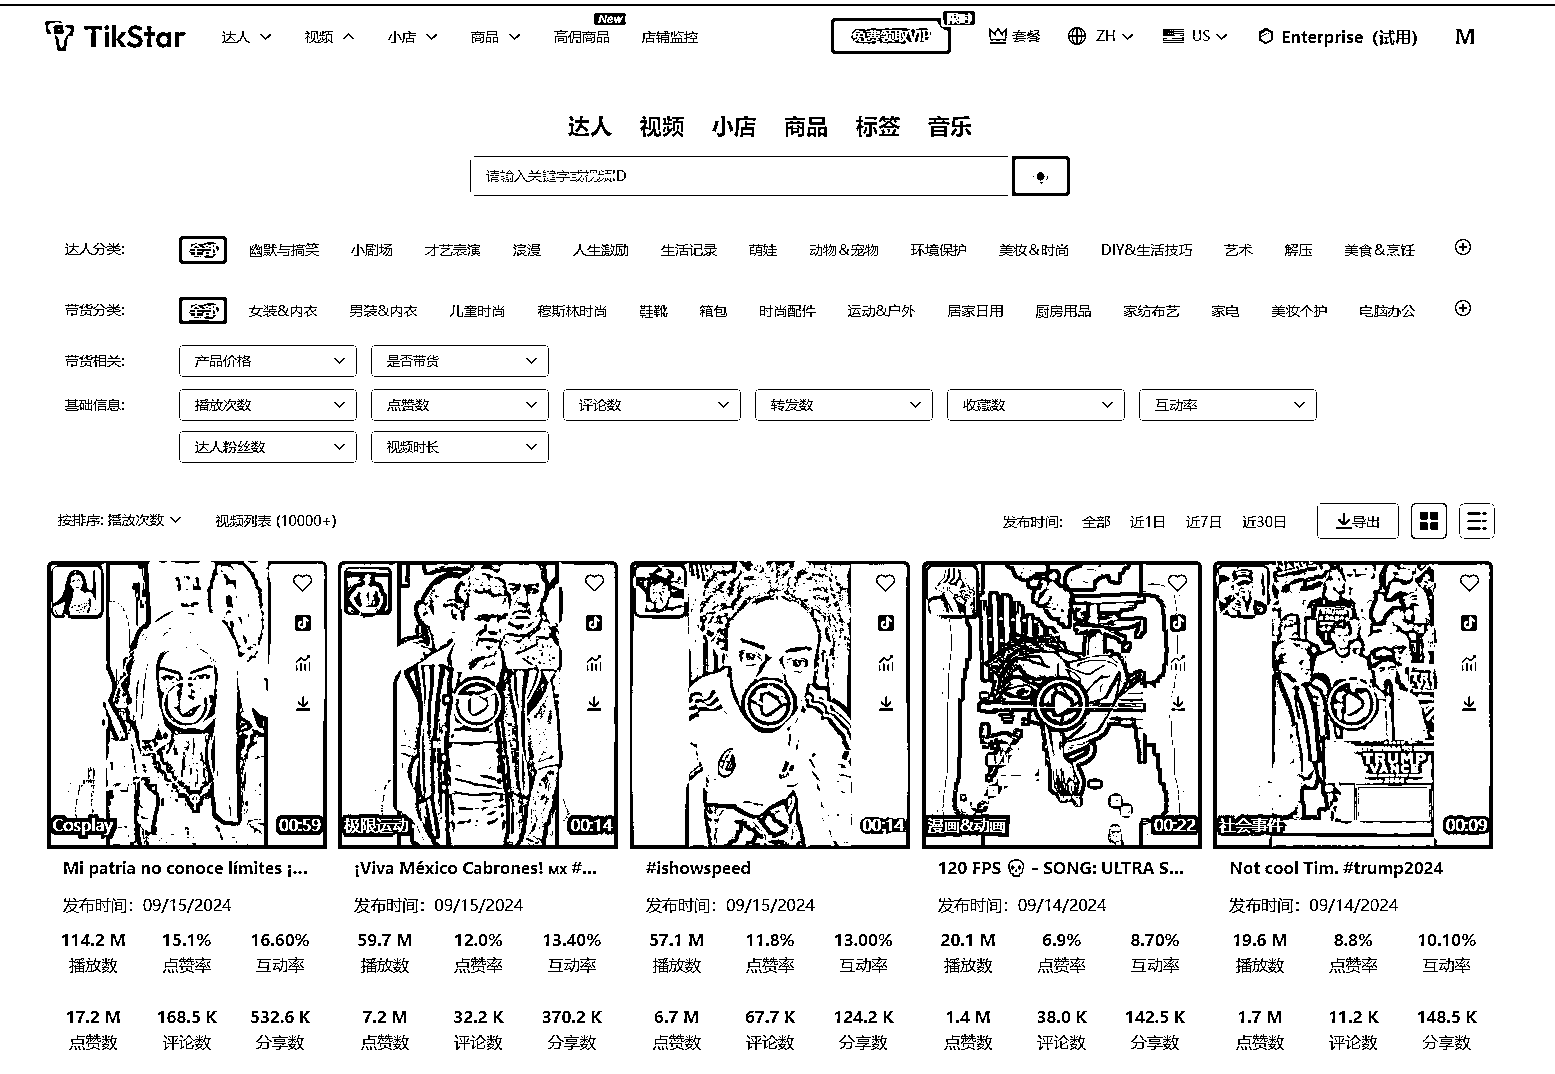 TikStar 达人 视频 小店 商品 高佣商品 New 店铺监控 免费领取VIP 限时 套餐 ZH US Enterprise (试用) M
达人 视频 小店 商品 标签 音乐
请输入关键字或视频ID
达人分类: 全部 幽默与搞笑 小剧场 才艺表演 浪漫 人生激励 生活记录 萌娃 动物&宠物 环境保护 美妆&时尚 DIY&生活技巧 艺术 解压 美食&烹饪
带货分类: 全部 女装&内衣 男装&内衣 儿童时尚 穆斯林时尚 鞋靴 箱包 时尚配件 运动&户外 居家日用 厨房用品 家纺布艺 家电 美妆个护 电脑办公
带货相关: 产品价格 是否带货
基础信息: 播放次数 点赞数 评论数 转发数 收藏数 互动率
达人粉丝数 视频时长
按排序: 播放次数 视频列表 (10000+) 发布时间: 全部 近1日 近7日 近30日 导出
TRUMP
Cosplay 00:59 极限运动 00:14 00:14 漫画&动画 00:22 社会事件 00:09
Mi patria no conoce límites ¡... ¡Viva México Cabrones! MX #... #ishowspeed 120 FPS 💀 - SONG: ULTRA S... Not cool Tim. #trump2024
发布时间: 09/15/2024 发布时间: 09/15/2024 发布时间: 09/15/2024 发布时间: 09/14/2024 发布时间: 09/14/2024
114.2 M 15.1% 16.60% 59.7 M 12.0% 13.40% 57.1 M 11.8% 13.00% 20.1 M 6.9% 8.70% 19.6 M 8.8% 10.10%
播放数 点赞率 互动率 播放数 点赞率 互动率 播放数 点赞率 互动率 播放数 点赞率 互动率 播放数 点赞率 互动率
17.2 M 168.5 K 532.6 K 7.2 M 32.2 K 370.2 K 6.7 M 67.7 K 124.2 K 1.4 M 38.0 K 142.5 K 1.7 M 11.2 K 148.5 K
点赞数 评论数 分享数 点赞数 评论数 分享数 点赞数 评论数 分享数 点赞数 评论数 分享数 点赞数 评论数 分享数